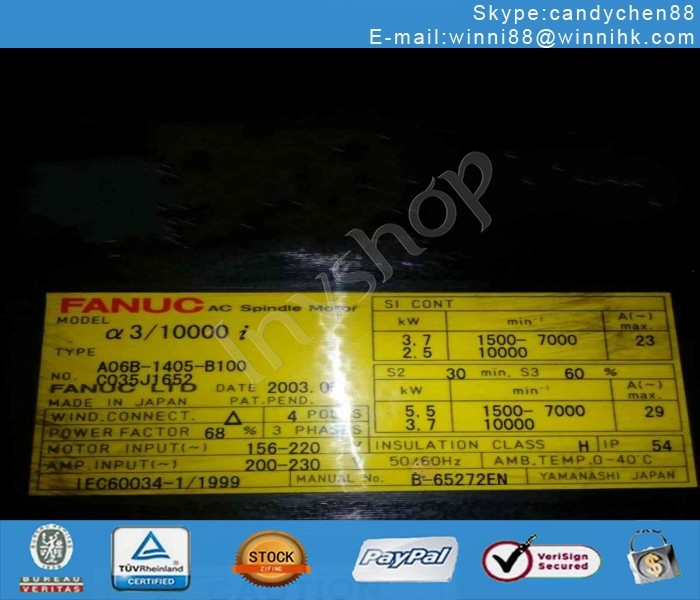 Skype:candychen88
E-mail:winni88@winnihk.com
invshop
FANUC AC Spindle Motor
MODEL α 3/10000 i
TYPE A06B-1405-B100
NO. C035J1652
FANUC LTD DATE 2003.0
MADE IN JAPAN PAT.PEND.
WIND.CONNECT. △ 4 POLES
POWER FACTOR 68 % 3 PHASES
MOTOR INPUT(~) 156-220 V
AMP.INPUT(~) 200-230 V
IEC60034-1/1999
S1 CONT
kW min⁻¹ A(~) max.
3.7 1500- 7000 23
2.5 10000
S2 30 min, S3 60 %
kW min⁻¹ A(~) max.
5.5 1500- 7000 29
3.7 10000
INSULATION CLASS H IP 54
50/60Hz AMB.TEMP.0-40°C
MANUAL No. B-65272EN YAMANASHI JAPAN
BUREAU VERITAS
TÜVRheinland
CERTIFIED
STOCK
ZIFINE
PayPal
VeriSign
Secured